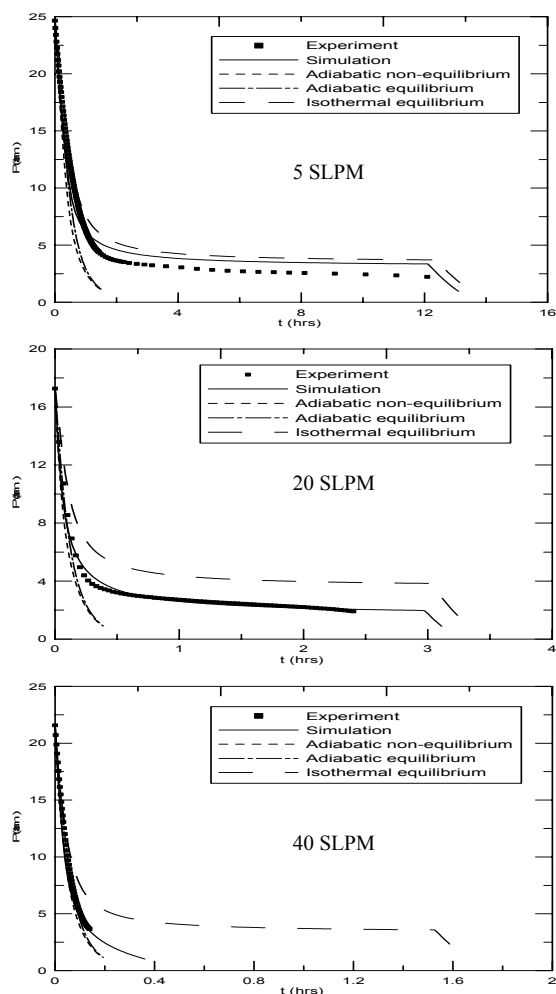 25
20
15
10
5
0
Experiment
Simulation
Adiabatic non-equilibrium
Adiabatic equilibrium
Isothermal equilibrium
5 SLPM
0 4 8 12 16
t (hrs)
20
16
12
8
4
0
Experiment
Simulation
Adiabatic non-equilibrium
Adiabatic equilibrium
Isothermal equilibrium
20 SLPM
0 1 2 3 4
t (hrs)
25
20
15
10
5
0
Experiment
Simulation
Adiabatic non-equilibrium
Adiabatic equilibrium
Isothermal equilibrium
40 SLPM
0 0.4 0.8 1.2 1.6 2
t (hrs)